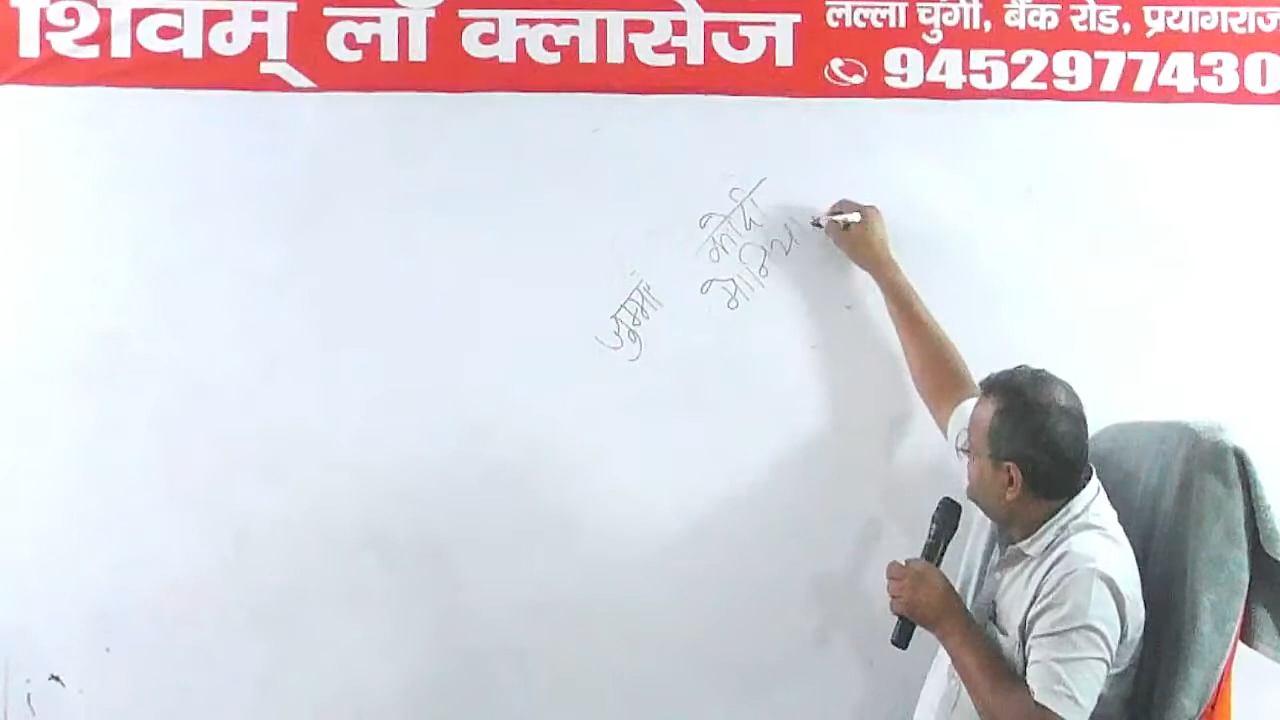 शिवम् लॉ क्लासेज
लल्ला चुंगी, बैंक रोड, प्रयागराज
9452977430
जुम्मा